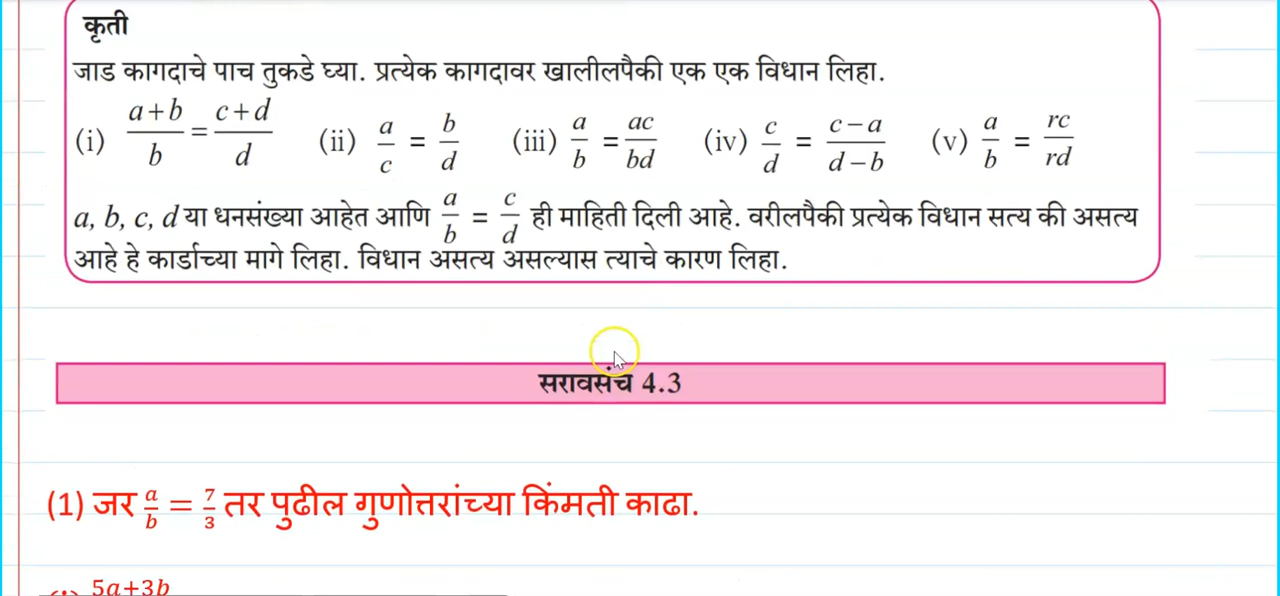 कृती
जाड कागदाचे पाच तुकडे घ्या. प्रत्येक कागदावर खालीलपैकी एक एक विधान लिहा.
(i) (a+b)/b = (c+d)/d (ii) a/c = b/d (iii) a/b = ac/bd (iv) c/d = (c−a)/(d−b) (v) a/b = rc/rd
a, b, c, d या धनसंख्या आहेत आणि a/b = c/d ही माहिती दिली आहे. वरीलपैकी प्रत्येक विधान सत्य की असत्य
आहे हे कार्डाच्या मागे लिहा. विधान असत्य असल्यास त्याचे कारण लिहा.
सरावसंच 4.3
(1) जर a/b = 7/3 तर पुढील गुणोत्तरांच्या किंमती काढा.
5a+3b